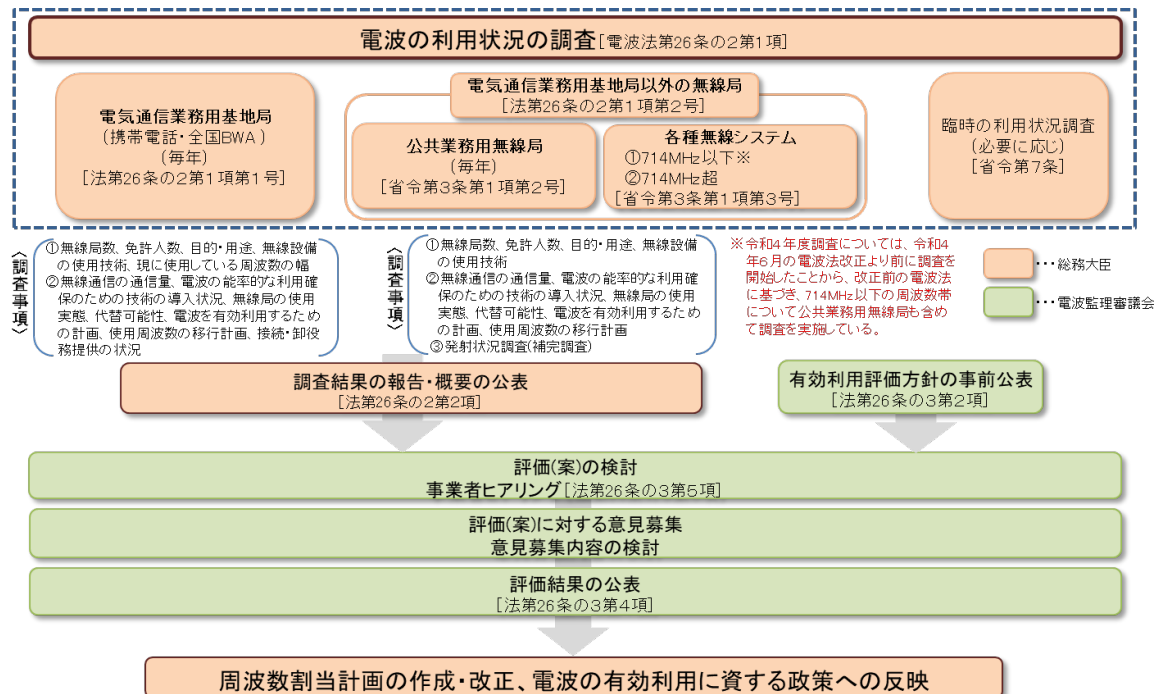 電波の利用状況の調査[電波法第26条の2第1項]
電気通信業務用基地局
(携帯電話・全国BWA)
(毎年)
[法第26条の2第1項第1号]
電気通信業務用基地局以外の無線局
[法第26条の2第1項第2号]
公共業務用無線局
(毎年)
[省令第3条第1項第2号]
各種無線システム
①714MHz以下※
②714MHz超
[省令第3条第1項第3号]
臨時の利用状況調査
(必要に応じ)
[省令第7条]
〈調査事項〉
①無線局数、免許人数、目的・用途、無線設備
の使用技術、現に使用している周波数の幅
②無線通信の通信量、電波の能率的な利用確
保のための技術の導入状況、無線局の使用
実態、代替可能性、電波を有効利用するため
の計画、使用周波数の移行計画、接続・卸役
務提供の状況
〈調査事項〉
①無線局数、免許人数、目的・用途、無線設備
の使用技術
②無線通信の通信量、電波の能率的な利用確
保のための技術の導入状況、無線局の使用
実態、代替可能性、電波を有効利用するため
の計画、使用周波数の移行計画
③発射状況調査(補完調査)
※令和4年度調査については、令和4
年6月の電波法改正より前に調査を
開始したことから、改正前の電波法
に基づき、714MHz以下の周波数帯
について公共業務用無線局も含め
て調査を実施している。
・・・総務大臣
・・・電波監理審議会
調査結果の報告・概要の公表
[法第26条の2第2項]
有効利用評価方針の事前公表
[法第26条の3第2項]
評価(案)の検討
事業者ヒアリング[法第26条の3第5項]
評価(案)に対する意見募集
意見募集内容の検討
評価結果の公表
[法第26条の3第4項]
周波数割当計画の作成・改正、電波の有効利用に資する政策への反映